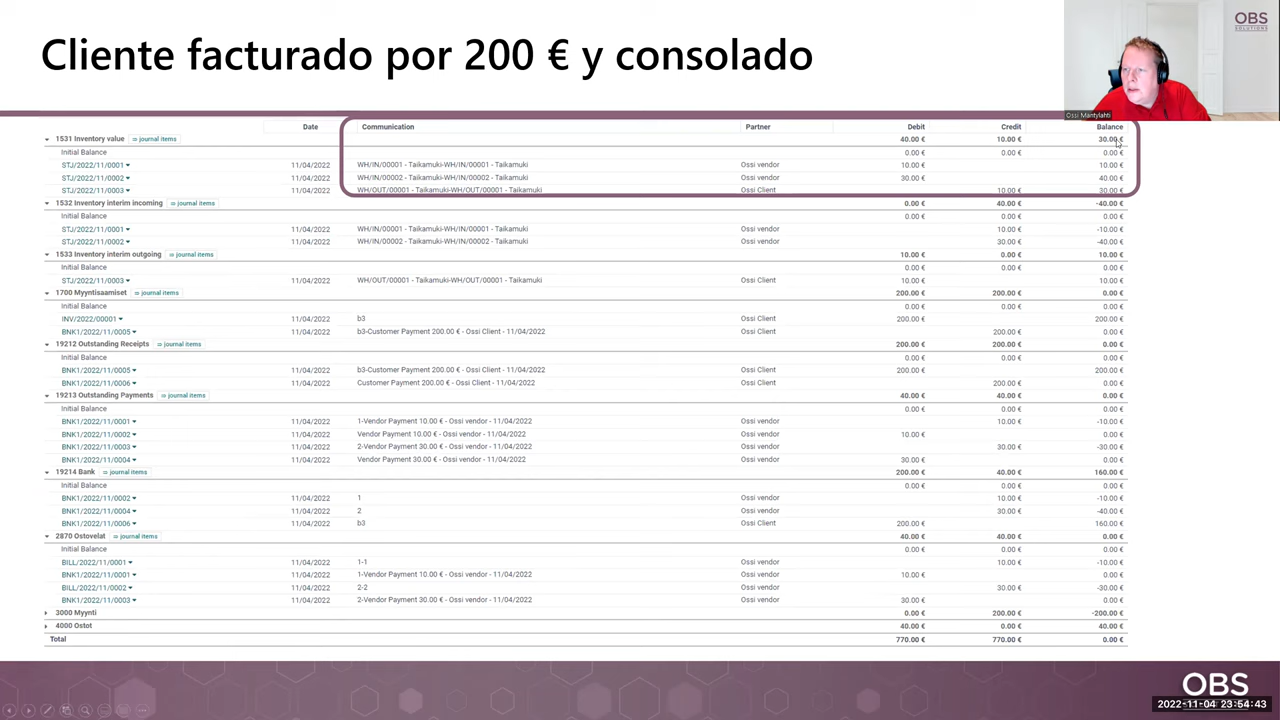 Cliente facturado por 200 € y consolado
OBS
SOLUTIONS
Ossi Mäntylahti
Date Communication Partner Debit Credit Balance
1531 Inventory value journal items 40.00 € 10.00 € 30.00 €
Initial Balance 0.00 € 0.00 € 0.00 €
STJ/2022/11/0001 11/04/2022 WH/IN/00001 - Taikamuki-WH/IN/00001 - Taikamuki Ossi vendor 10.00 € 10.00 €
STJ/2022/11/0002 11/04/2022 WH/IN/00002 - Taikamuki-WH/IN/00002 - Taikamuki Ossi vendor 30.00 € 40.00 €
STJ/2022/11/0003 11/04/2022 WH/OUT/00001 - Taikamuki-WH/OUT/00001 - Taikamuki Ossi Client 10.00 € 30.00 €
1532 Inventory interim incoming journal items 0.00 € 40.00 € -40.00 €
Initial Balance 0.00 € 0.00 € 0.00 €
STJ/2022/11/0001 11/04/2022 WH/IN/00001 - Taikamuki-WH/IN/00001 - Taikamuki Ossi vendor 10.00 € -10.00 €
STJ/2022/11/0002 11/04/2022 WH/IN/00002 - Taikamuki-WH/IN/00002 - Taikamuki Ossi vendor 30.00 € -40.00 €
1533 Inventory interim outgoing journal items 10.00 € 0.00 € 10.00 €
Initial Balance 0.00 € 0.00 € 0.00 €
STJ/2022/11/0003 11/04/2022 WH/OUT/00001 - Taikamuki-WH/OUT/00001 - Taikamuki Ossi Client 10.00 € 10.00 €
1700 Myyntisaamiset journal items 200.00 € 200.00 € 0.00 €
Initial Balance 0.00 € 0.00 € 0.00 €
INV/2022/00001 11/04/2022 b3 Ossi Client 200.00 € 200.00 €
BNK1/2022/11/0005 11/04/2022 b3-Customer Payment 200.00 € - Ossi Client - 11/04/2022 Ossi Client 200.00 € 0.00 €
19212 Outstanding Receipts journal items 200.00 € 200.00 € 0.00 €
Initial Balance 0.00 € 0.00 € 0.00 €
BNK1/2022/11/0005 11/04/2022 b3-Customer Payment 200.00 € - Ossi Client - 11/04/2022 Ossi Client 200.00 € 200.00 €
BNK1/2022/11/0006 11/04/2022 Customer Payment 200.00 € - Ossi Client - 11/04/2022 Ossi Client 200.00 € 0.00 €
19213 Outstanding Payments journal items 40.00 € 40.00 € 0.00 €
Initial Balance 0.00 € 0.00 € 0.00 €
BNK1/2022/11/0001 11/04/2022 1-Vendor Payment 10.00 € - Ossi vendor - 11/04/2022 Ossi vendor 10.00 € -10.00 €
BNK1/2022/11/0002 11/04/2022 Vendor Payment 10.00 € - Ossi vendor - 11/04/2022 Ossi vendor 10.00 € 0.00 €
BNK1/2022/11/0003 11/04/2022 2-Vendor Payment 30.00 € - Ossi vendor - 11/04/2022 Ossi vendor 30.00 € -30.00 €
BNK1/2022/11/0004 11/04/2022 Vendor Payment 30.00 € - Ossi vendor - 11/04/2022 Ossi vendor 30.00 € 0.00 €
19214 Bank journal items 200.00 € 40.00 € 160.00 €
Initial Balance 0.00 € 0.00 € 0.00 €
BNK1/2022/11/0002 11/04/2022 1 Ossi vendor 10.00 € -10.00 €
BNK1/2022/11/0004 11/04/2022 2 Ossi vendor 30.00 € -40.00 €
BNK1/2022/11/0006 11/04/2022 b3 Ossi Client 200.00 € 160.00 €
2870 Ostovelat journal items 40.00 € 40.00 € 0.00 €
Initial Balance 0.00 € 0.00 € 0.00 €
BILL/2022/11/0001 11/04/2022 1-1 Ossi vendor 10.00 € -10.00 €
BNK1/2022/11/0001 11/04/2022 1-Vendor Payment 10.00 € - Ossi vendor - 11/04/2022 Ossi vendor 10.00 € 0.00 €
BILL/2022/11/0002 11/04/2022 2-2 Ossi vendor 30.00 € -30.00 €
BNK1/2022/11/0003 11/04/2022 2-Vendor Payment 30.00 € - Ossi vendor - 11/04/2022 Ossi vendor 30.00 € 0.00 €
3000 Myynti 0.00 € 200.00 € -200.00 €
4000 Ostot 40.00 € 0.00 € 40.00 €
Total 770.00 € 770.00 € 0.00 €
OBS
2022-11-04 23:54:43